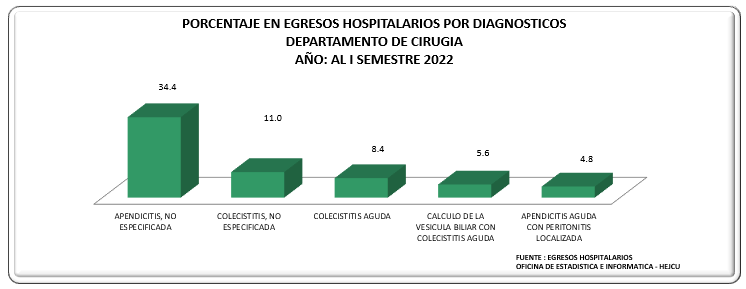 PORCENTAJE EN EGRESOS HOSPITALARIOS POR DIAGNOSTICOS
DEPARTAMENTO DE CIRUGIA
AÑO: AL I SEMESTRE 2022
34.4
11.0
8.4
5.6
4.8
APENDICITIS, NO
ESPECIFICADA
COLECISTITIS, NO
ESPECIFICADA
COLECISTITIS AGUDA
CALCULO DE LA
VESICULA BILIAR CON
COLECISTITIS AGUDA
APENDICITIS AGUDA
CON PERITONITIS
LOCALIZADA
FUENTE : EGRESOS HOSPITALARIOS
OFICINA DE ESTADISTICA E INFORMATICA - HEJCU